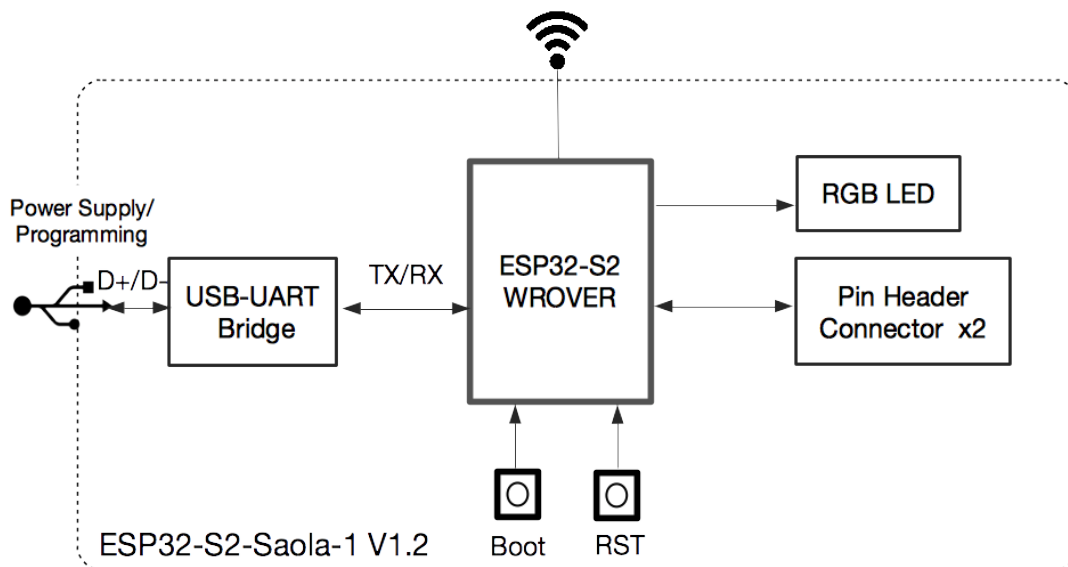 Power Supply/
Programming
D+/D-
USB-UART
Bridge
TX/RX
ESP32-S2
WROVER
RGB LED
Pin Header
Connector x2
Boot
RST
ESP32-S2-Saola-1 V1.2